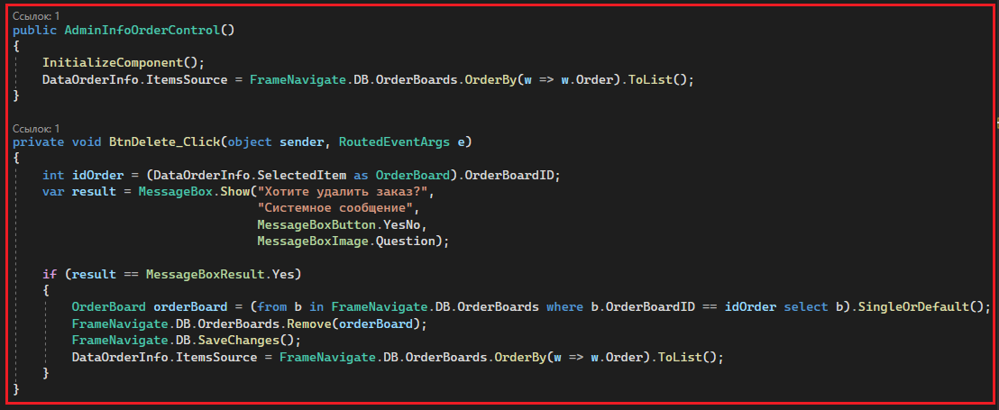 Ссылок: 1
public AdminInfoOrderControl()
{
    InitializeComponent();
    DataOrderInfo.ItemsSource = FrameNavigate.DB.OrderBoards.OrderBy(w => w.Order).ToList();
}
Ссылок: 1
private void BtnDelete_Click(object sender, RoutedEventArgs e)
{
    int idOrder = (DataOrderInfo.SelectedItem as OrderBoard).OrderBoardID;
    var result = MessageBox.Show("Хотите удалить заказ?",
                                 "Системное сообщение",
                                 MessageBoxButton.YesNo,
                                 MessageBoxImage.Question);
    if (result == MessageBoxResult.Yes)
    {
        OrderBoard orderBoard = (from b in FrameNavigate.DB.OrderBoards where b.OrderBoardID == idOrder select b).SingleOrDefault();
        FrameNavigate.DB.OrderBoards.Remove(orderBoard);
        FrameNavigate.DB.SaveChanges();
        DataOrderInfo.ItemsSource = FrameNavigate.DB.OrderBoards.OrderBy(w => w.Order).ToList();
    }
}